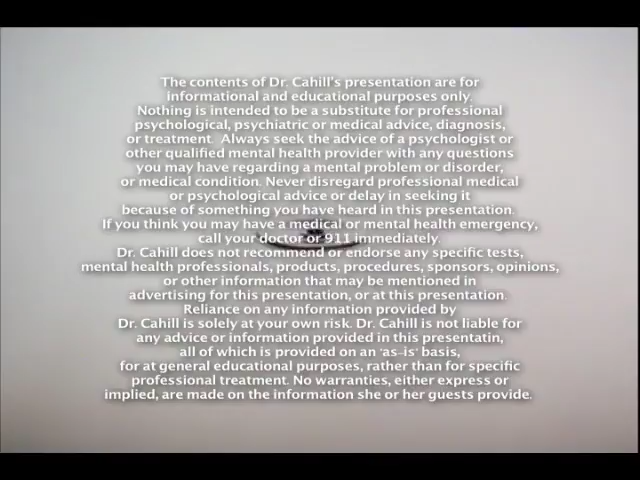 The contents of Dr. Cahill's presentation are for
informational and educational purposes only.
Nothing is intended to be a substitute for professional
psychological, psychiatric or medical advice, diagnosis,
or treatment.  Always seek the advice of a psychologist or
other qualified mental health provider with any questions
you may have regarding a mental problem or disorder,
or medical condition. Never disregard professional medical
or psychological advice or delay in seeking it
because of something you have heard in this presentation.
If you think you may have a medical or mental health emergency,
call your doctor or 911 immediately.
Dr. Cahill does not recommend or endorse any specific tests,
mental health professionals, products, procedures, sponsors, opinions,
or other information that may be mentioned in
advertising for this presentation, or at this presentation.
Reliance on any information provided by
Dr. Cahill is solely at your own risk. Dr. Cahill is not liable for
any advice or information provided in this presentatin,
all of which is provided on an "as-is" basis,
for at general educational purposes, rather than for specific
professional treatment. No warranties, either express or
implied, are made on the information she or her guests provide.